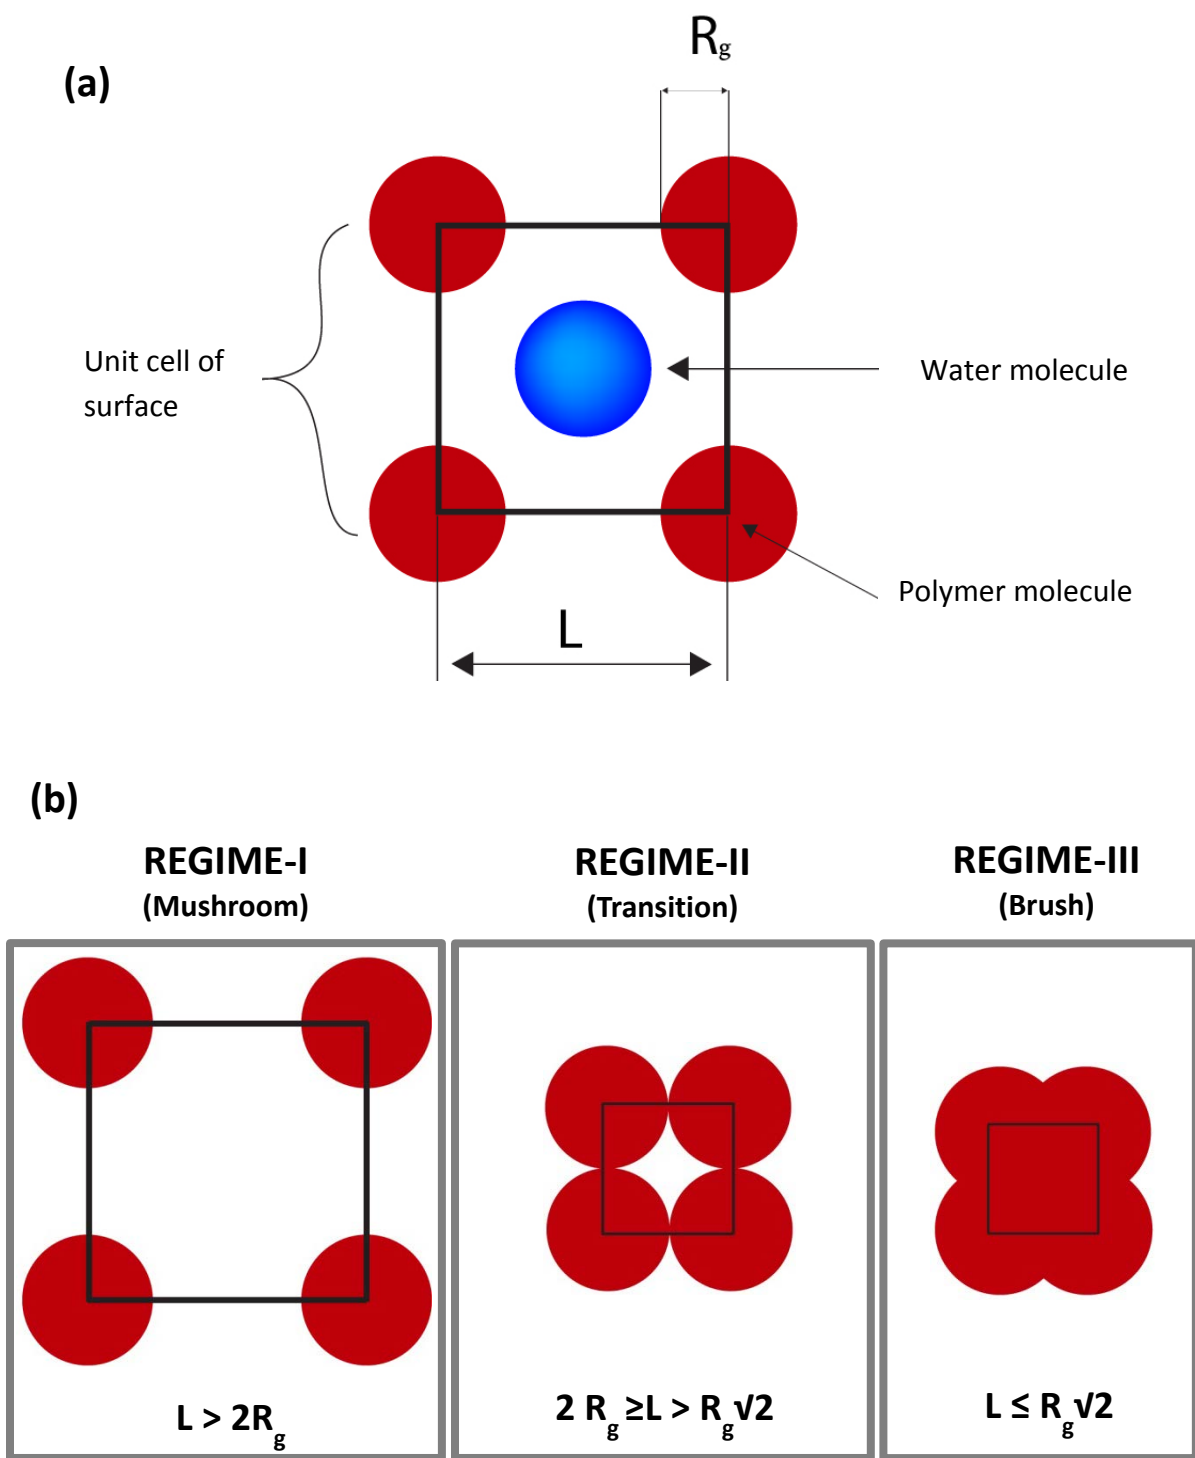 (a)
Rg
Unit cell of
surface
Water molecule
Polymer molecule
L
(b)
REGIME-I
(Mushroom)
REGIME-II
(Transition)
REGIME-III
(Brush)
L > 2Rg
2 Rg ≥L > Rg√2
L ≤ Rg√2